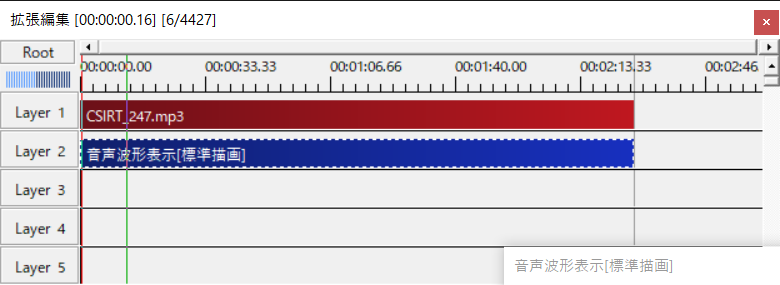 拡張編集 [00:00:00.16] [6/4427]
Root
00:00:00.00 00:00:33.33 00:01:06.66 00:01:40.00 00:02:13.33 00:02:46
Layer 1 CSIRT_247.mp3
Layer 2 音声波形表示[標準描画]
Layer 3
Layer 4
Layer 5
音声波形表示[標準描画]